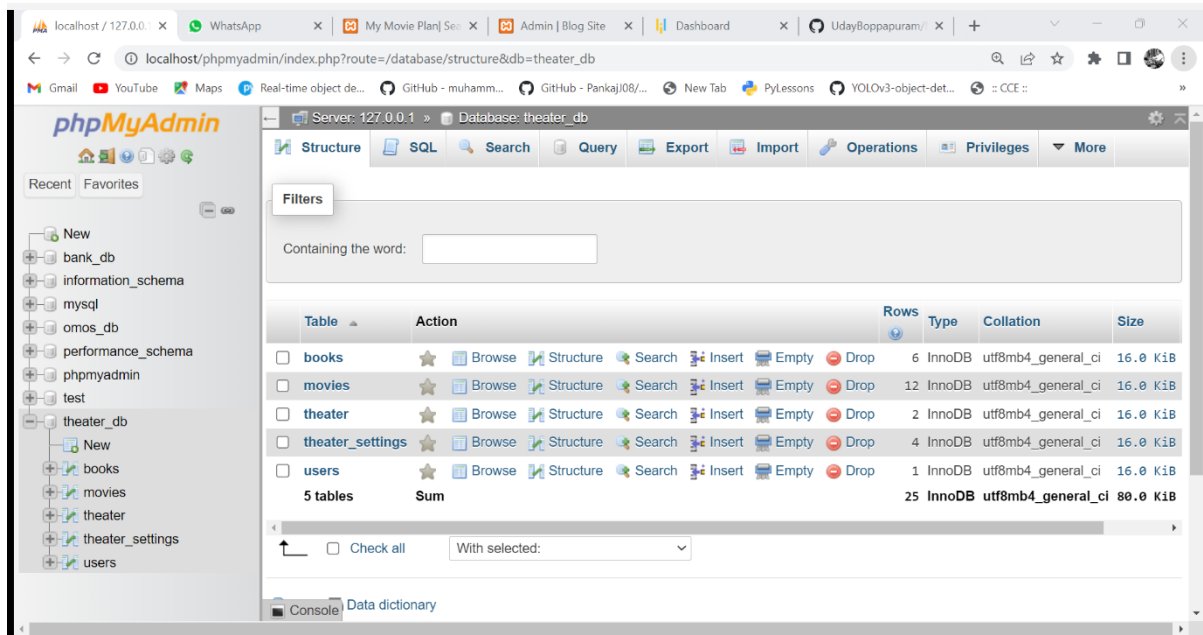 localhost / 127.0.0. WhatsApp My Movie Plan| Sea Admin | Blog Site Dashboard UdayBoppapuram/
localhost/phpmyadmin/index.php?route=/database/structure&db=theater_db
Gmail YouTube Maps Real-time object de... GitHub - muhamm... GitHub - PankajJ08/... New Tab PyLessons YOLOv3-object-det... :: CCE :: »
phpMyAdmin
Recent Favorites
New
bank_db
information_schema
mysql
omos_db
performance_schema
phpmyadmin
test
theater_db
New
books
movies
theater
theater_settings
users
Server: 127.0.0.1 » Database: theater_db
Structure SQL Search Query Export Import Operations Privileges More
Filters
Containing the word:
Table Action Rows Type Collation Size
books Browse Structure Search Insert Empty Drop 6 InnoDB utf8mb4_general_ci 16.0 KiB
movies Browse Structure Search Insert Empty Drop 12 InnoDB utf8mb4_general_ci 16.0 KiB
theater Browse Structure Search Insert Empty Drop 2 InnoDB utf8mb4_general_ci 16.0 KiB
theater_settings Browse Structure Search Insert Empty Drop 4 InnoDB utf8mb4_general_ci 16.0 KiB
users Browse Structure Search Insert Empty Drop 1 InnoDB utf8mb4_general_ci 16.0 KiB
5 tables Sum 25 InnoDB utf8mb4_general_ci 80.0 KiB
Check all With selected:
Console Data dictionary